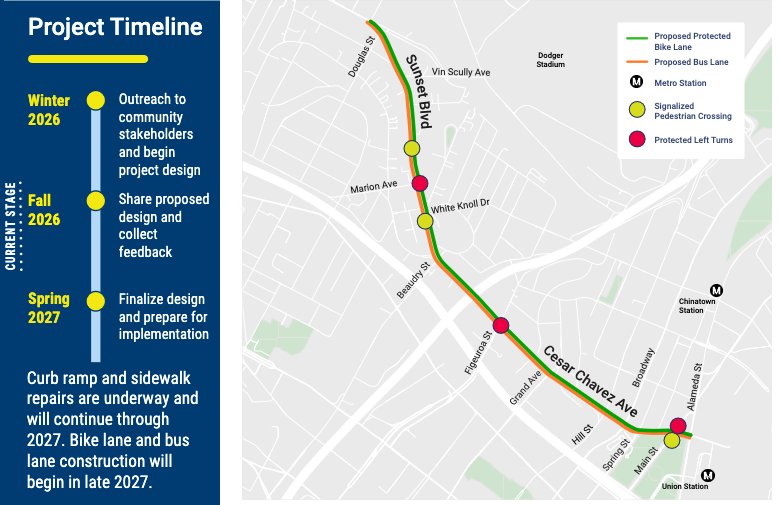 Project Timeline
Winter
2026
Outreach to
community
stakeholders
and begin
project design
CURRENT STAGE
Fall
2026
Share proposed
design and
collect
feedback
Spring
2027
Finalize design
and prepare for
implementation
Curb ramp and sidewalk
repairs are underway and
will continue through
2027. Bike lane and bus
lane construction will
begin in late 2027.
Douglas St
Sunset Blvd
Vin Scully Ave
Dodger
Stadium
Proposed Protected
Bike Lane
Proposed Bus Lane
M
Metro Station
Signalized
Pedestrian Crossing
Protected Left Turns
Marion Ave
White Knoll Dr
Beaudry St
Figueroa St
Grand Ave
Cesar Chavez Ave
Hill St
Spring St
Main St
Broadway
Alameda St
M
Chinatown
Station
M
Union Station